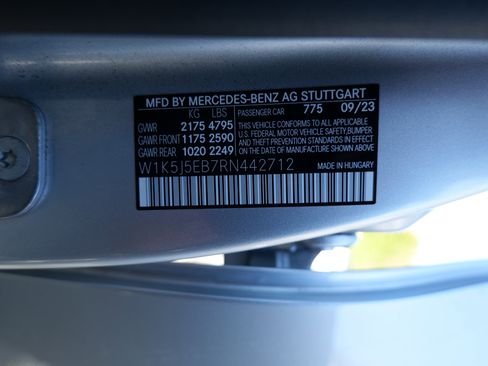 MFD BY MERCEDES-BENZ AG STUTTGART
KG LBS PASSENGER CAR 775 09/23
GVWR 2175 4795
GAWR FRONT 1175 2590
GAWR REAR 1020 2249
THIS VEHICLE CONFORMS TO ALL APPLICABLE
U.S. FEDERAL MOTOR VEHICLE SAFETY,BUMPER
AND THEFT PREVENTION STANDARDS IN EFFECT
ON THE DATE OF MANUFACTURE SHOWN ABOVE
W1K5J5EB7RN442712 MADE IN HUNGARY